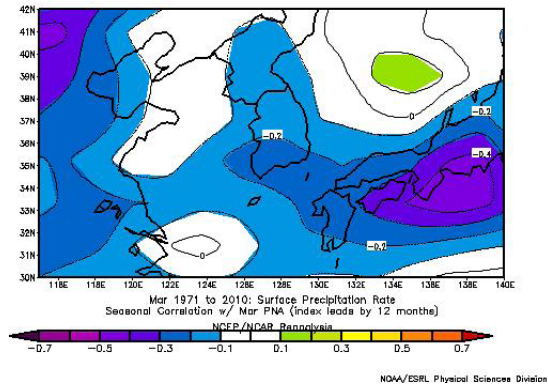 42N
41N
40N
39N
38N
37N
36N
35N
34N
33N
32N
31N
30N
0
-0.2
-0.2
-0.4
-0.2
0
118E 120E 122E 124E 126E 128E 130E 132E 134E 136E 138E 140E
Mar 1971 to 2010: Surface Precipitation Rate
Seasonal Correlation w/ Mar PNA (index leads by 12 months)
NCEP/NCAR Reanalysis
-0.7 -0.5 -0.3 -0.1 0.1 0.3 0.5 0.7
NOAA/ESRL Physical Sciences Division